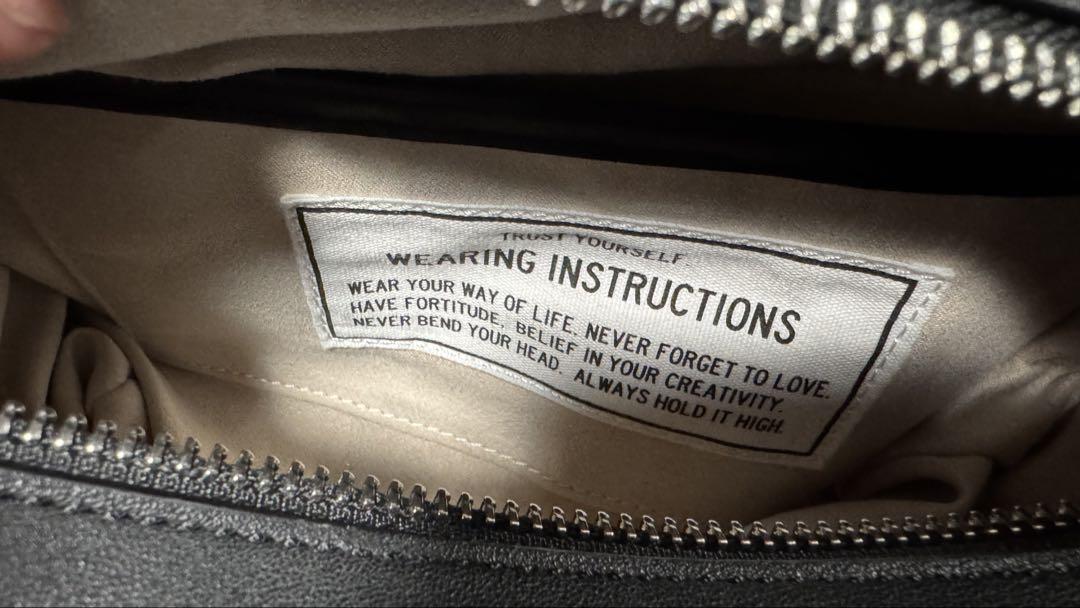 TRUST YOURSELF
WEARING INSTRUCTIONS
WEAR YOUR WAY OF LIFE. NEVER FORGET TO LOVE.
HAVE FORTITUDE, BELIEF IN YOUR CREATIVITY.
NEVER BEND YOUR HEAD. ALWAYS HOLD IT HIGH.